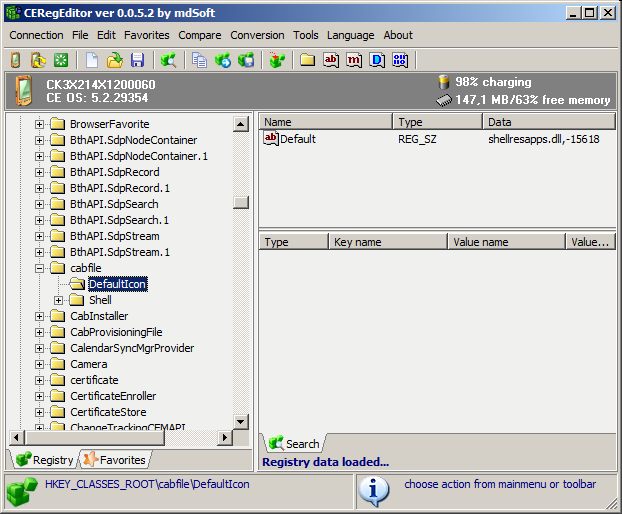 CERegEditor ver 0.0.5.2 by mdSoft
Connection File Edit Favorites Compare Conversion Tools Language About
CK3X214X1200060
CE OS: 5.2.29354
98% charging
147,1 MB/63% free memory
BrowserFavorite
BthAPI.SdpNodeContainer
BthAPI.SdpNodeContainer.1
BthAPI.SdpRecord
BthAPI.SdpRecord.1
BthAPI.SdpSearch
BthAPI.SdpSearch.1
BthAPI.SdpStream
BthAPI.SdpStream.1
cabfile
DefaultIcon
Shell
CabInstaller
CabProvisioningFile
CalendarSyncMgrProvider
Camera
certificate
CertificateEnroller
CertificateStore
ChangeTrackingCEMAPI
Registry Favorites
Name Type Data
ab Default REG_SZ shellresapps.dll,-15618
Type Key name Value name Value...
Search
Registry data loaded...
HKEY_CLASSES_ROOT\cabfile\DefaultIcon
choose action from mainmenu or toolbar